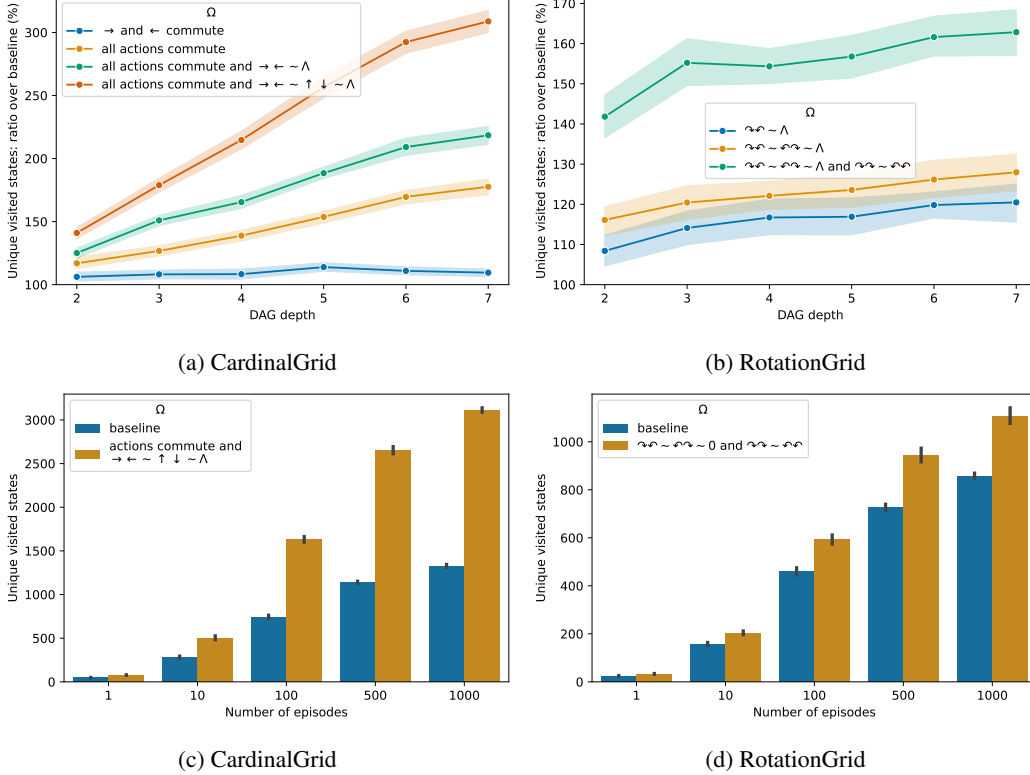 Unique visited states: ratio over baseline (%)
300
250
200
150
100
Ω
→ and ← commute
all actions commute
all actions commute and → ← ∼ Λ
all actions commute and → ← ∼ ↑ ↓ ∼ Λ
2 3 4 5 6 7
DAG depth
(a) CardinalGrid
Unique visited states: ratio over baseline (%)
170
160
150
140
130
120
110
100
Ω
↷↶ ∼ Λ
↷↶ ∼ ↶↷ ∼ Λ
↷↶ ∼ ↶↷ ∼ Λ and ↷↷ ∼ ↶↶
2 3 4 5 6 7
DAG depth
(b) RotationGrid
Unique visited states
3000
2500
2000
1500
1000
500
0
Ω
baseline
actions commute and
→ ← ∼ ↑ ↓ ∼ Λ
1 10 100 500 1000
Number of episodes
(c) CardinalGrid
Unique visited states
1000
800
600
400
200
0
Ω
baseline
↷↶ ∼ ↶↷ ∼ 0 and ↷↷ ∼ ↶↶
1 10 100 500 1000
Number of episodes
(d) RotationGrid